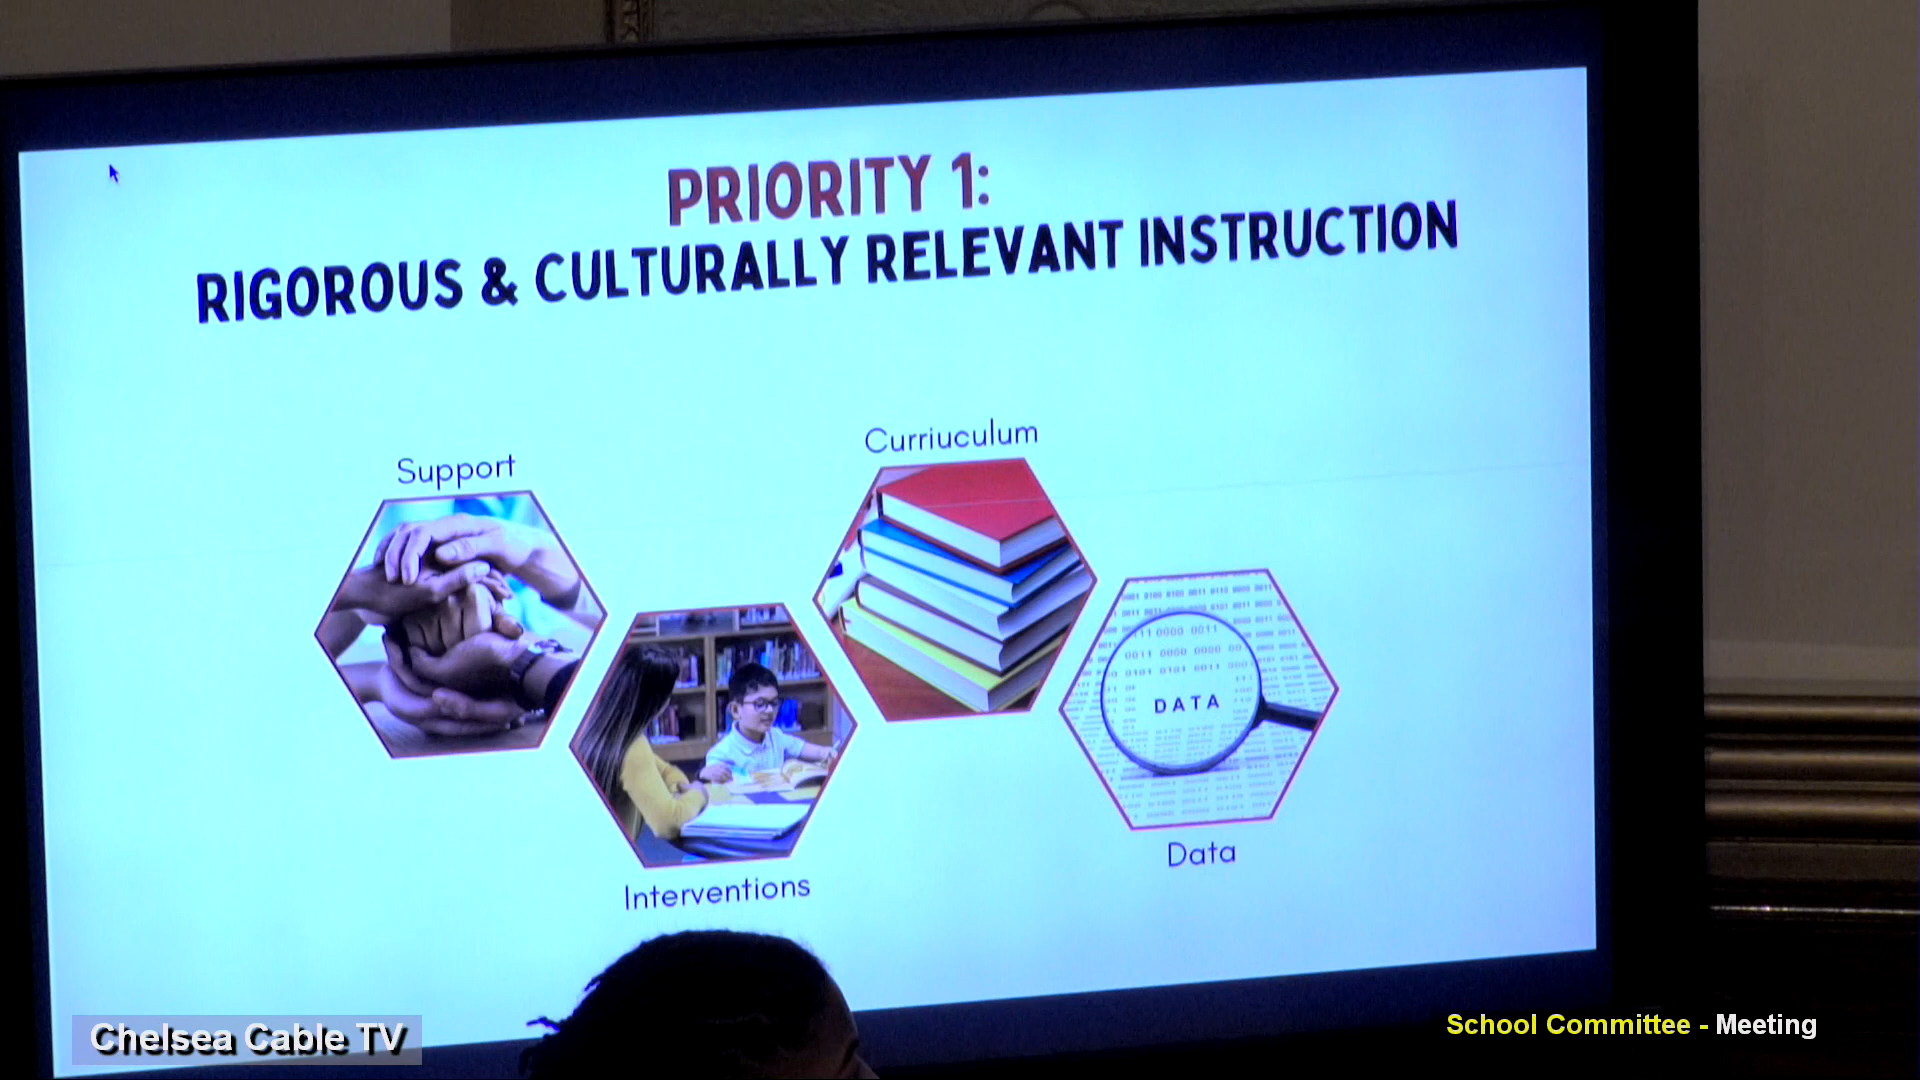 PRIORITY 1:
RIGOROUS & CULTURALLY RELEVANT INSTRUCTION
Support
Curriuculum
DATA
Interventions
Data
Chelsea Cable TV
School Committee - Meeting